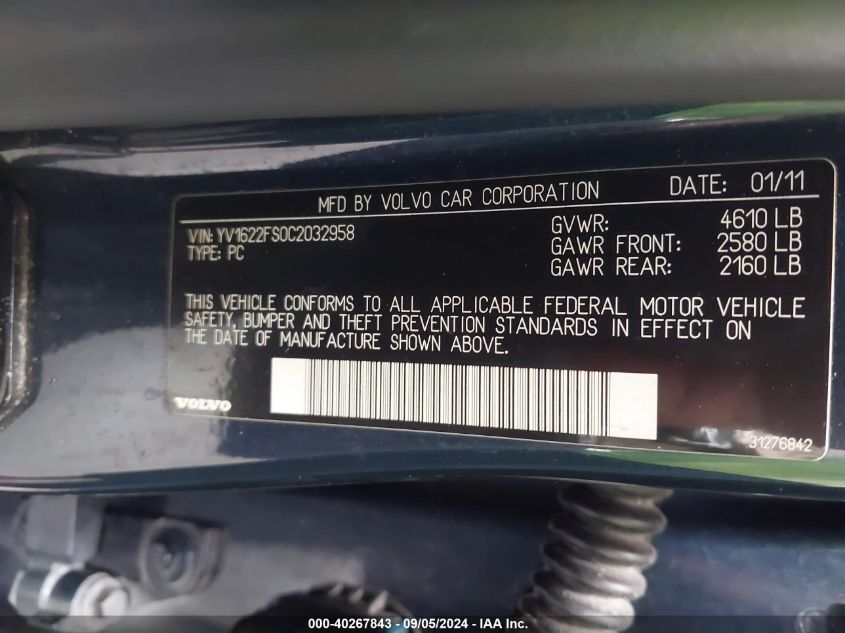 MFD BY VOLVO CAR CORPORATION DATE: 01/11
VIN: YV1622FS0C2032958 GVWR: 4610 LB
TYPE: PC GAWR FRONT: 2580 LB
GAWR REAR: 2160 LB
THIS VEHICLE CONFORMS TO ALL APPLICABLE FEDERAL MOTOR VEHICLE
SAFETY, BUMPER AND THEFT PREVENTION STANDARDS IN EFFECT ON
THE DATE OF MANUFACTURE SHOWN ABOVE.
VOLVO
31276842
000-40267843 - 09/05/2024 - IAA Inc.